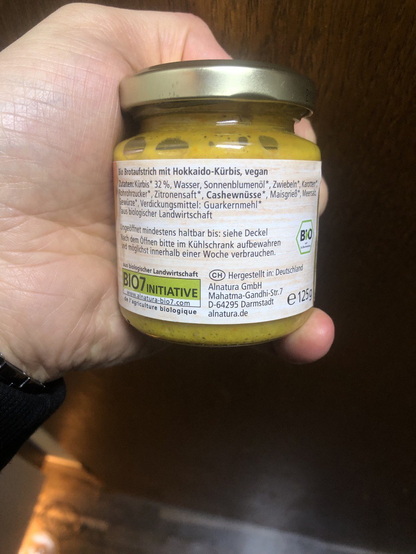 Bio Brotaufstrich mit Hokkaido-Kürbis, vegan
Zutaten: Kürbis* 32 %, Wasser, Sonnenblumenöl*, Zwiebeln*, Karotten*,
Rohrohrzucker*, Zitronensaft*, Cashewnüsse*, Maisgrieß*, Meersalz,
Gewürze*, Verdickungsmittel: Guarkernmehl*
*aus biologischer Landwirtschaft
Ungeöffnet mindestens haltbar bis: siehe Deckel
Nach dem Öffnen bitte im Kühlschrank aufbewahren
und möglichst innerhalb einer Woche verbrauchen.
Bio
aus biologischer Landwirtschaft
BIO7 INITIATIVE
www.alnatura-bio7.com
de l'agriculture biologique
CH Hergestellt in: Deutschland
Alnatura GmbH
Mahatma-Gandhi-Str. 7
D-64295 Darmstadt
alnatura.de
℮ 125g